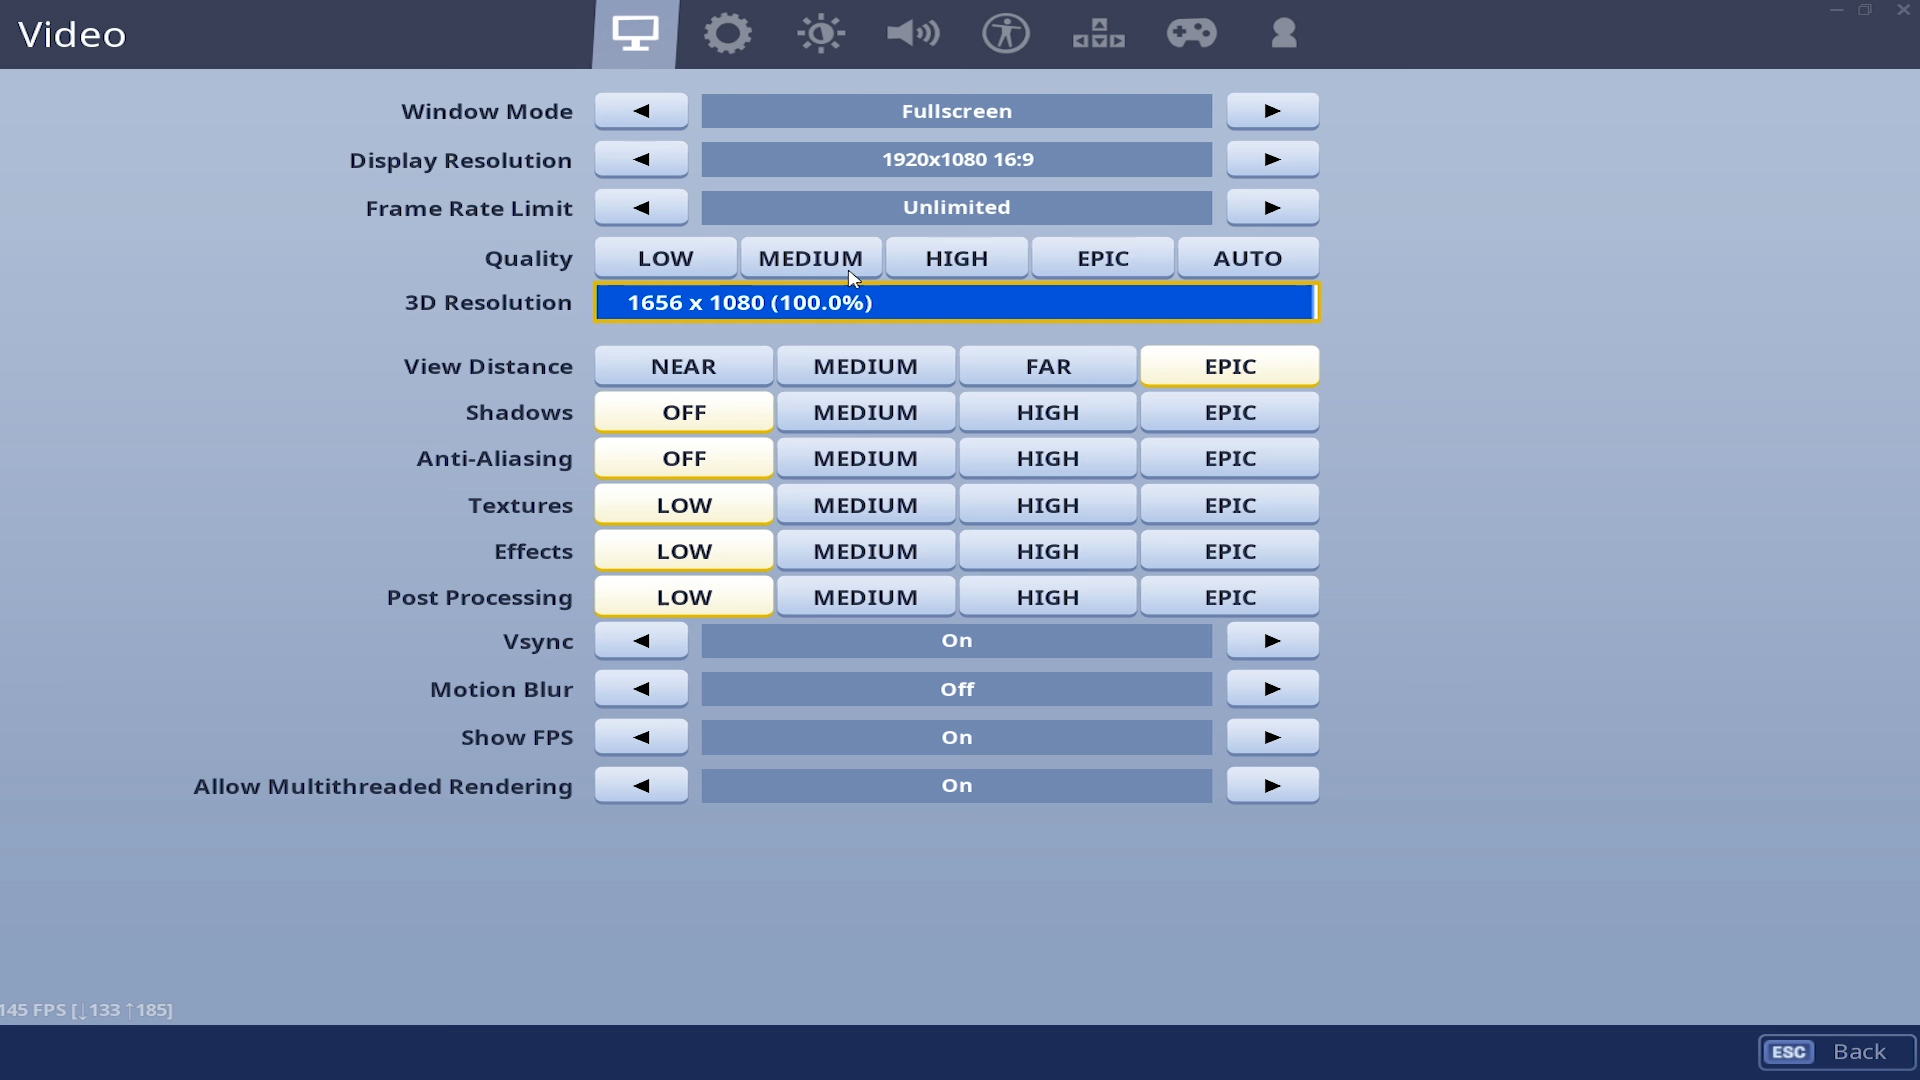 Video
Window Mode Fullscreen
Display Resolution 1920x1080 16:9
Frame Rate Limit Unlimited
Quality LOW MEDIUM HIGH EPIC AUTO
3D Resolution 1656 x 1080 (100.0%)
View Distance NEAR MEDIUM FAR EPIC
Shadows OFF MEDIUM HIGH EPIC
Anti-Aliasing OFF MEDIUM HIGH EPIC
Textures LOW MEDIUM HIGH EPIC
Effects LOW MEDIUM HIGH EPIC
Post Processing LOW MEDIUM HIGH EPIC
Vsync On
Motion Blur Off
Show FPS On
Allow Multithreaded Rendering On
145 FPS [↓133 ↑185]
ESC Back